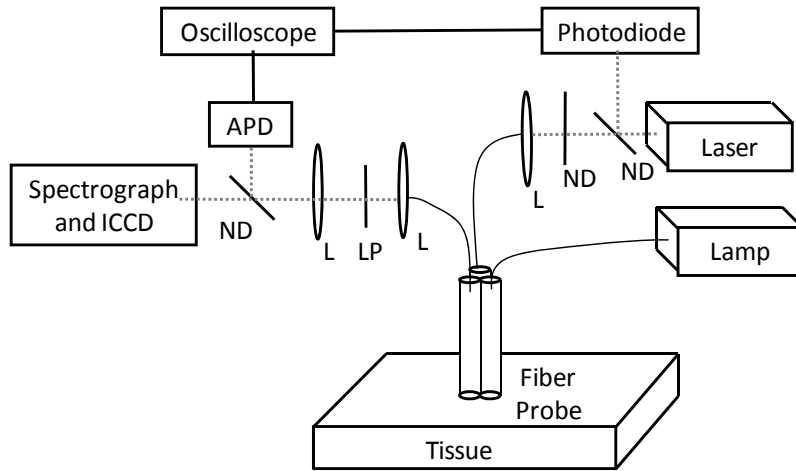 Oscilloscope
Photodiode
APD
Laser
Spectrograph
and ICCD
ND
L
LP
L
L
ND
ND
Lamp
Fiber
Probe
Tissue